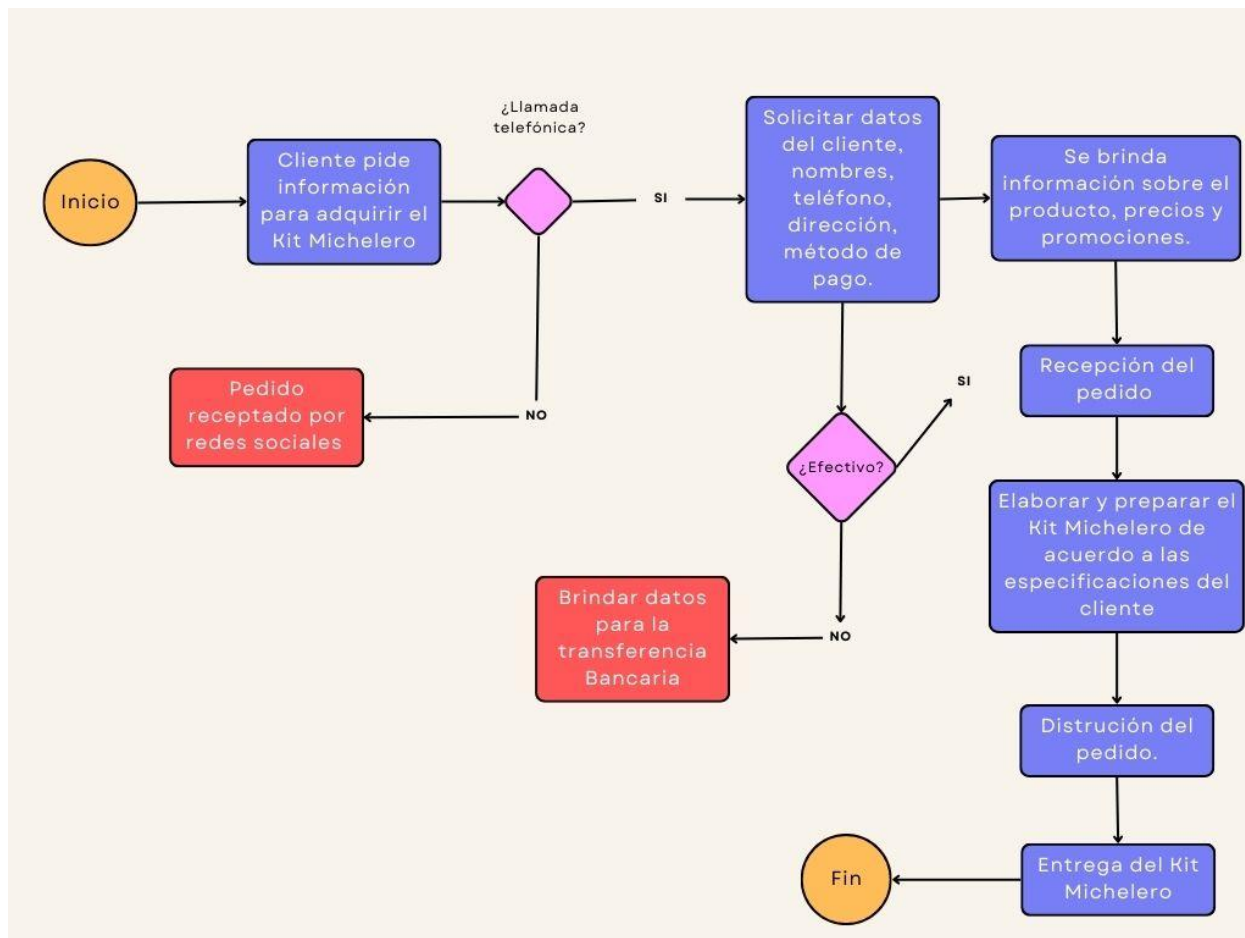 ¿Llamada
telefónica?
Inicio
Cliente pide
información
para adquirir el
Kit Michelero
SI
Solicitar datos
del cliente,
nombres,
teléfono,
dirección,
método de
pago.
Se brinda
información sobre el
producto, precios y
promociones.
Pedido
receptado por
redes sociales
NO
Recepción del
pedido
SI
¿Efectivo?
Elaborar y preparar el
Kit Michelero de
acuerdo a las
especificaciones del
cliente
Brindar datos
para la
transferencia
Bancaria
NO
Distrución del
pedido.
Entrega del Kit
Michelero
Fin